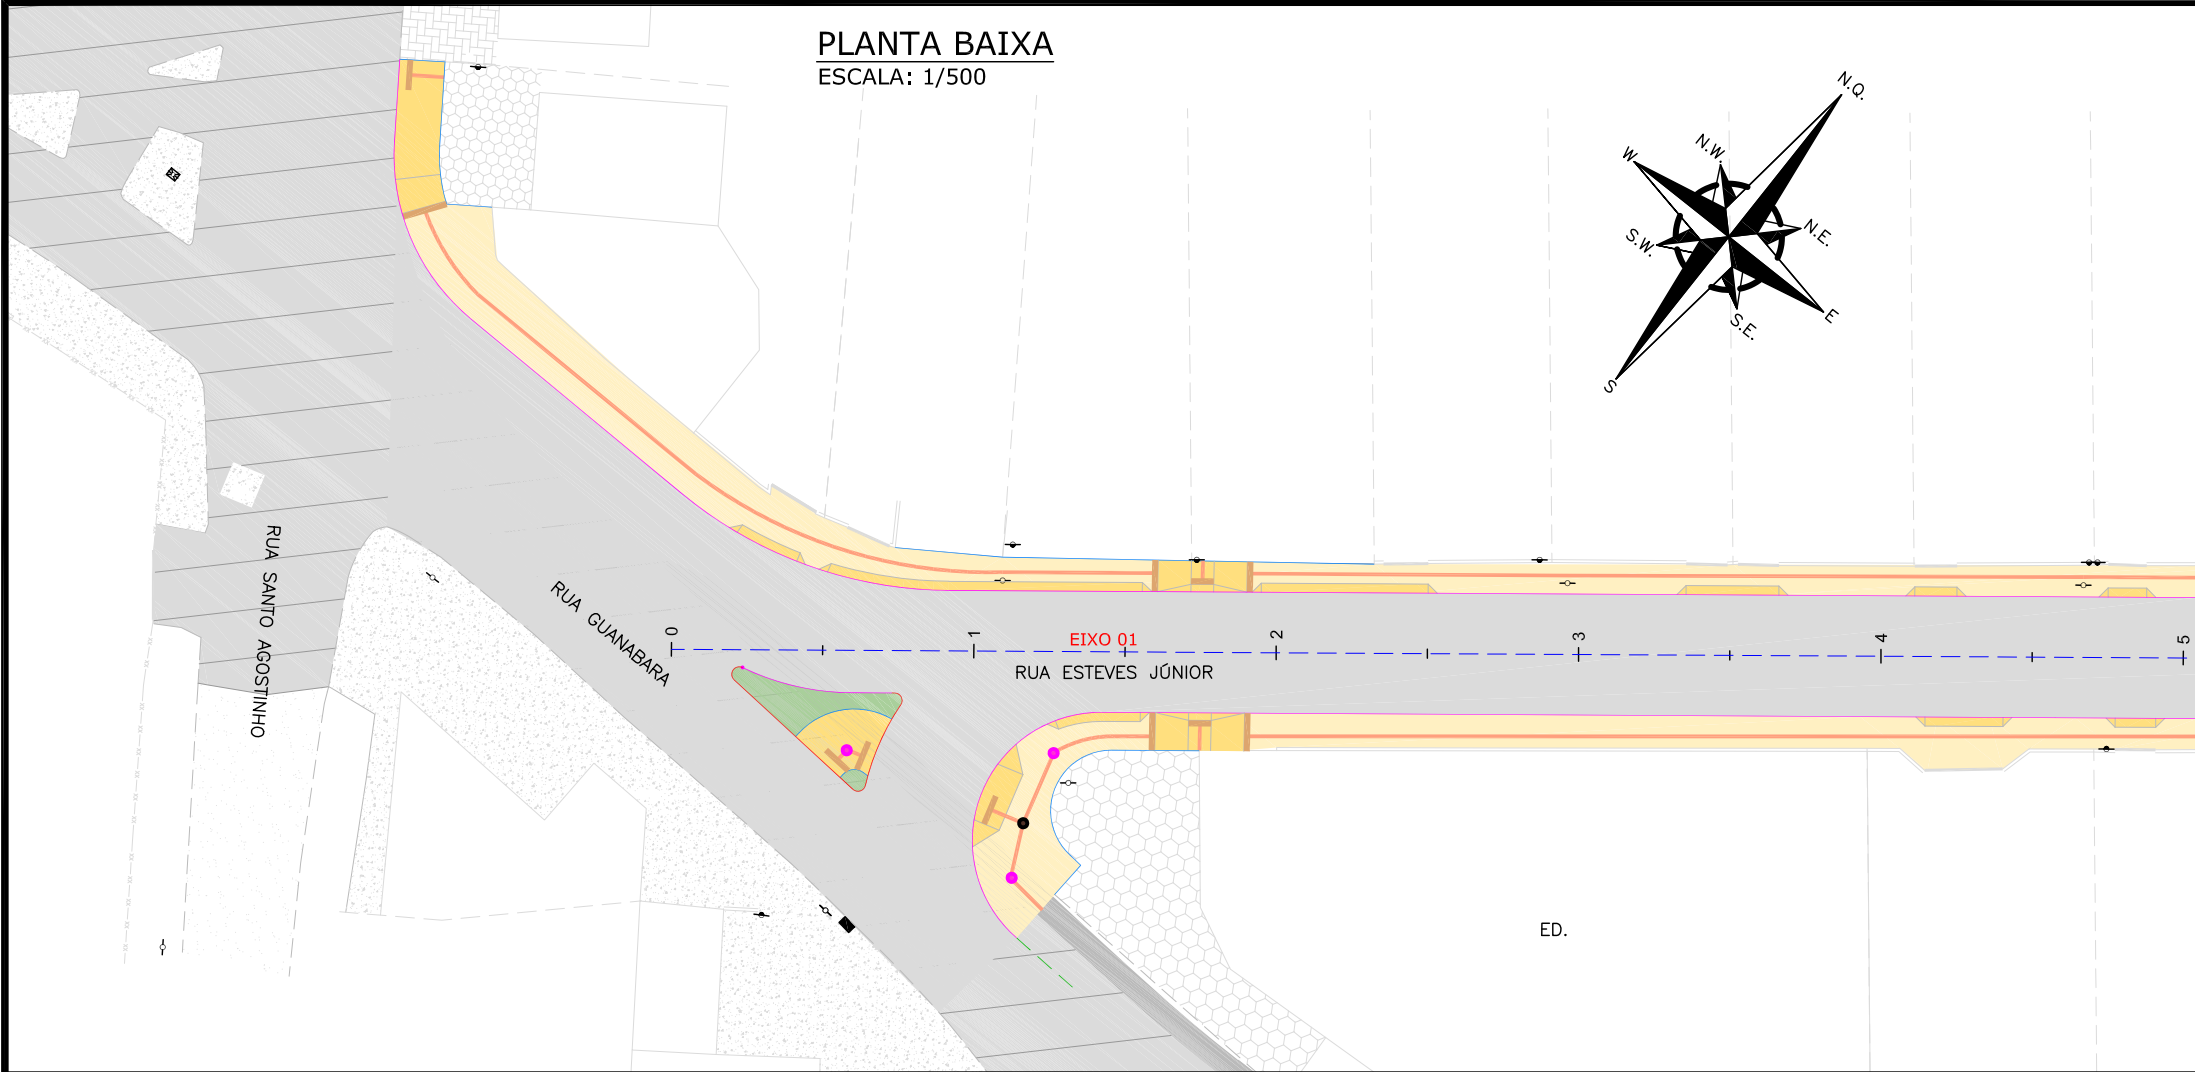 PLANTA BAIXA
ESCALA: 1/500
N.Q.
N.W.
W
N.E.
S.W.
E
S.E.
S
RUA SANTO AGOSTINHO
RUA GUANABARA
0
1
2
3
4
5
EIXO 01
RUA ESTEVES JÚNIOR
ED.